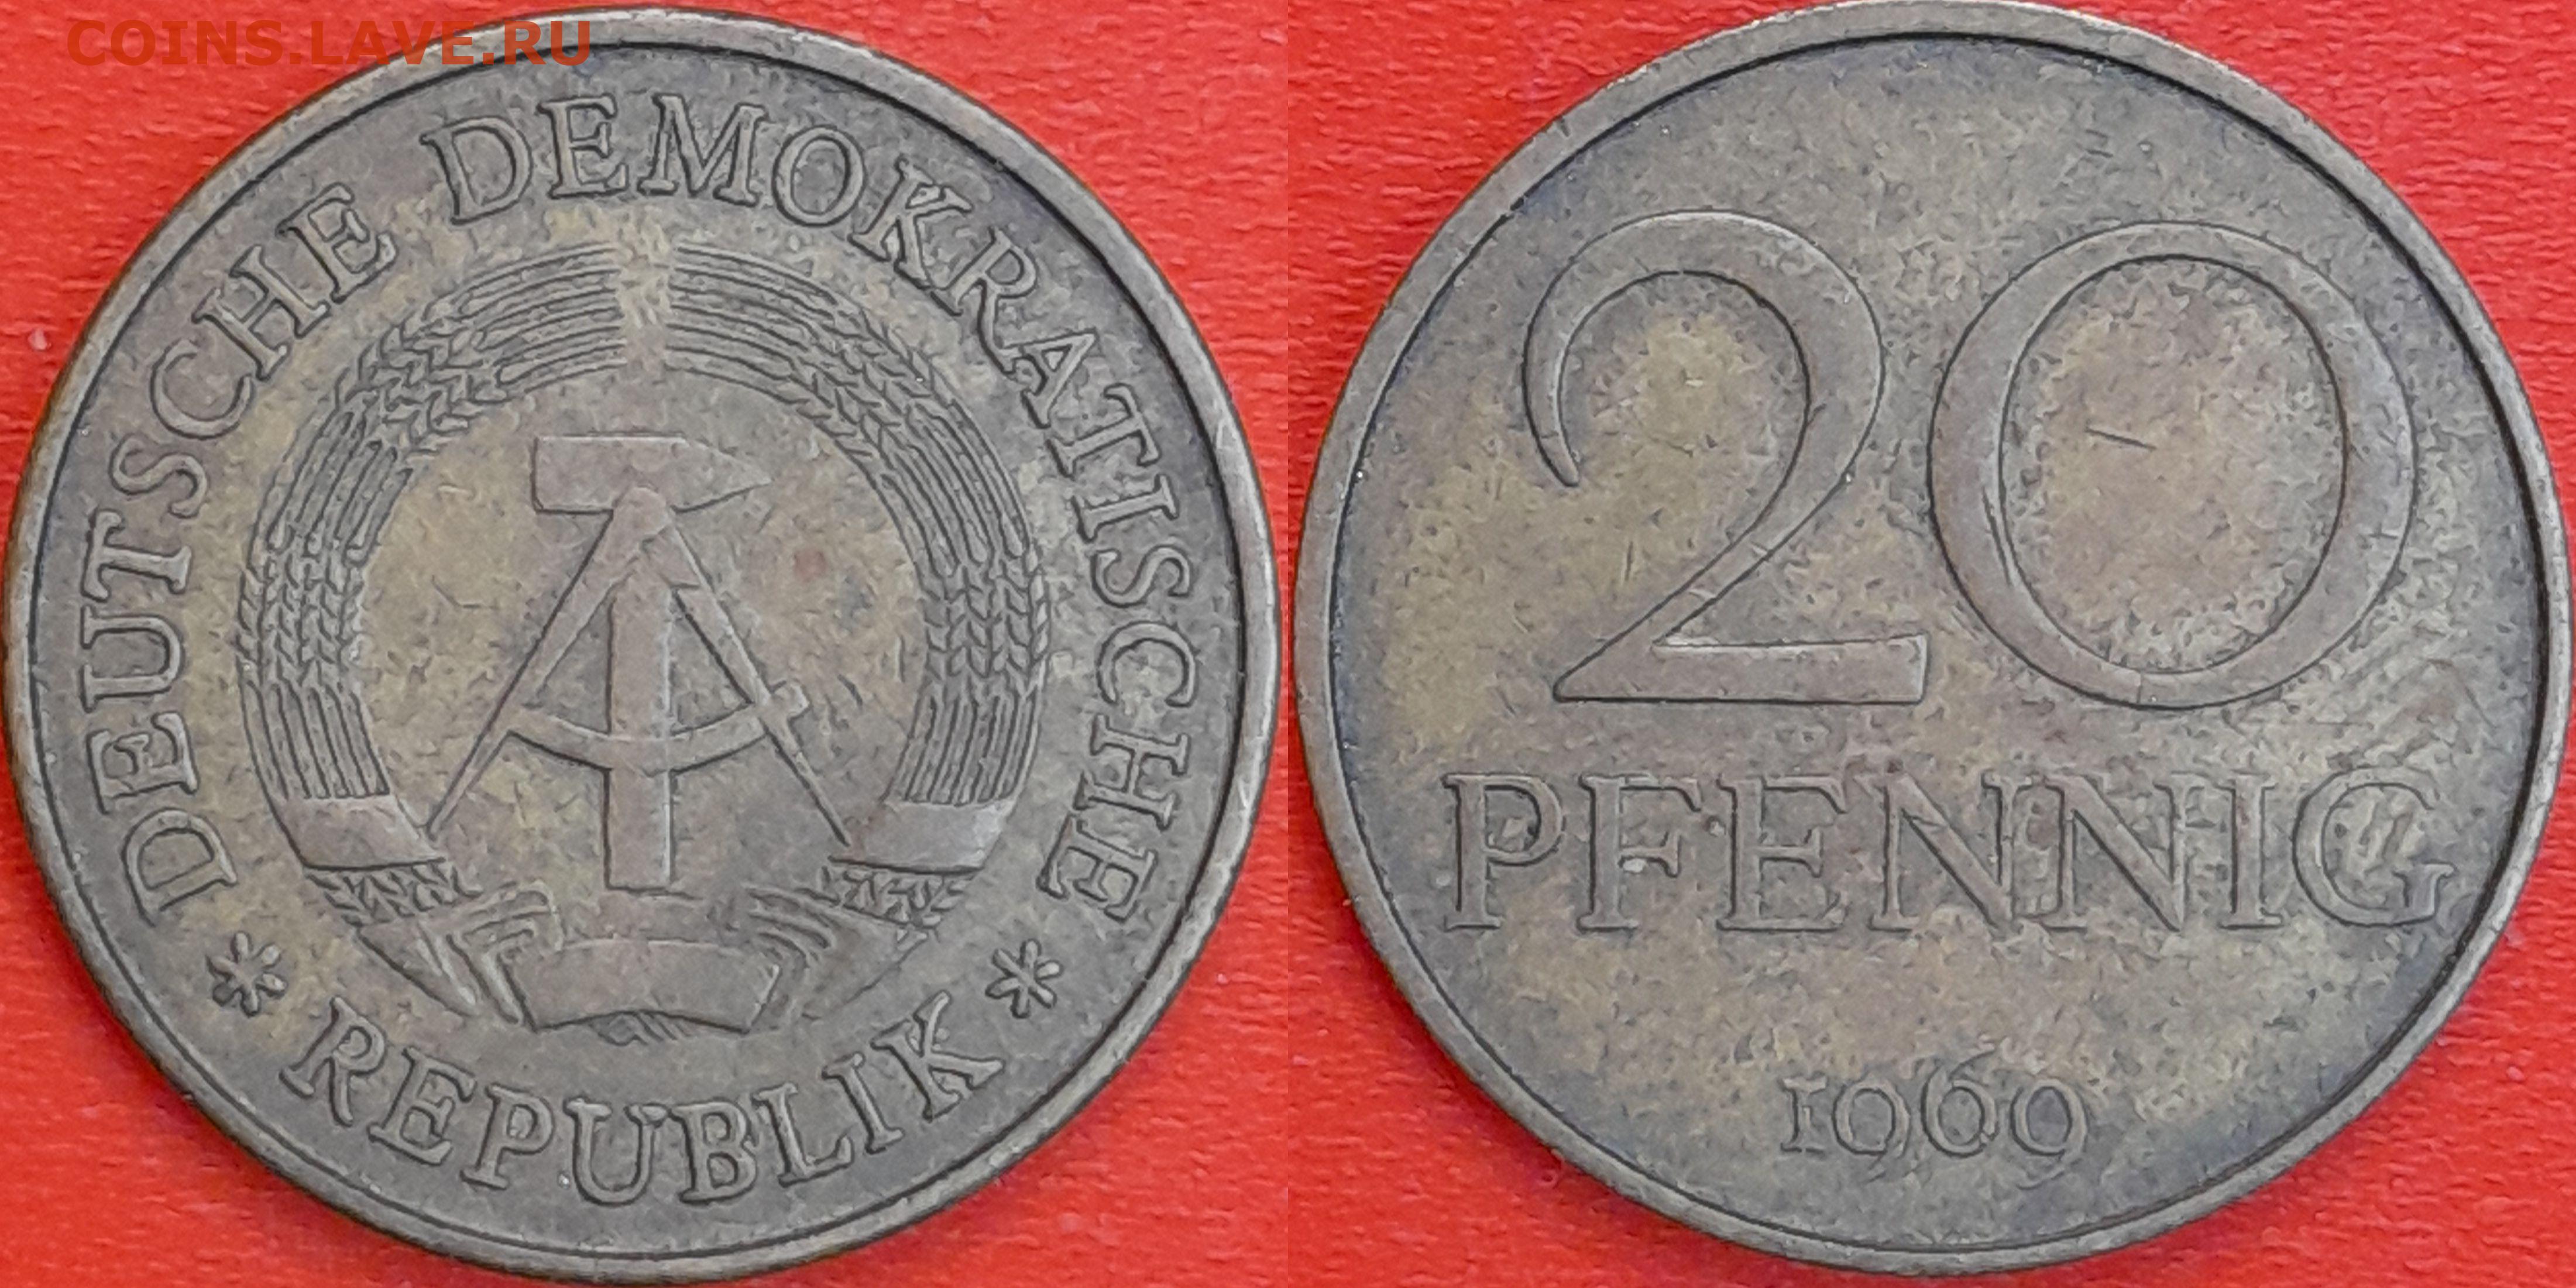 COINS.LAVE.RU
DEUTSCHE DEMOKRATISCHE
* REPUBLIK *
20
PFENNIG
1969